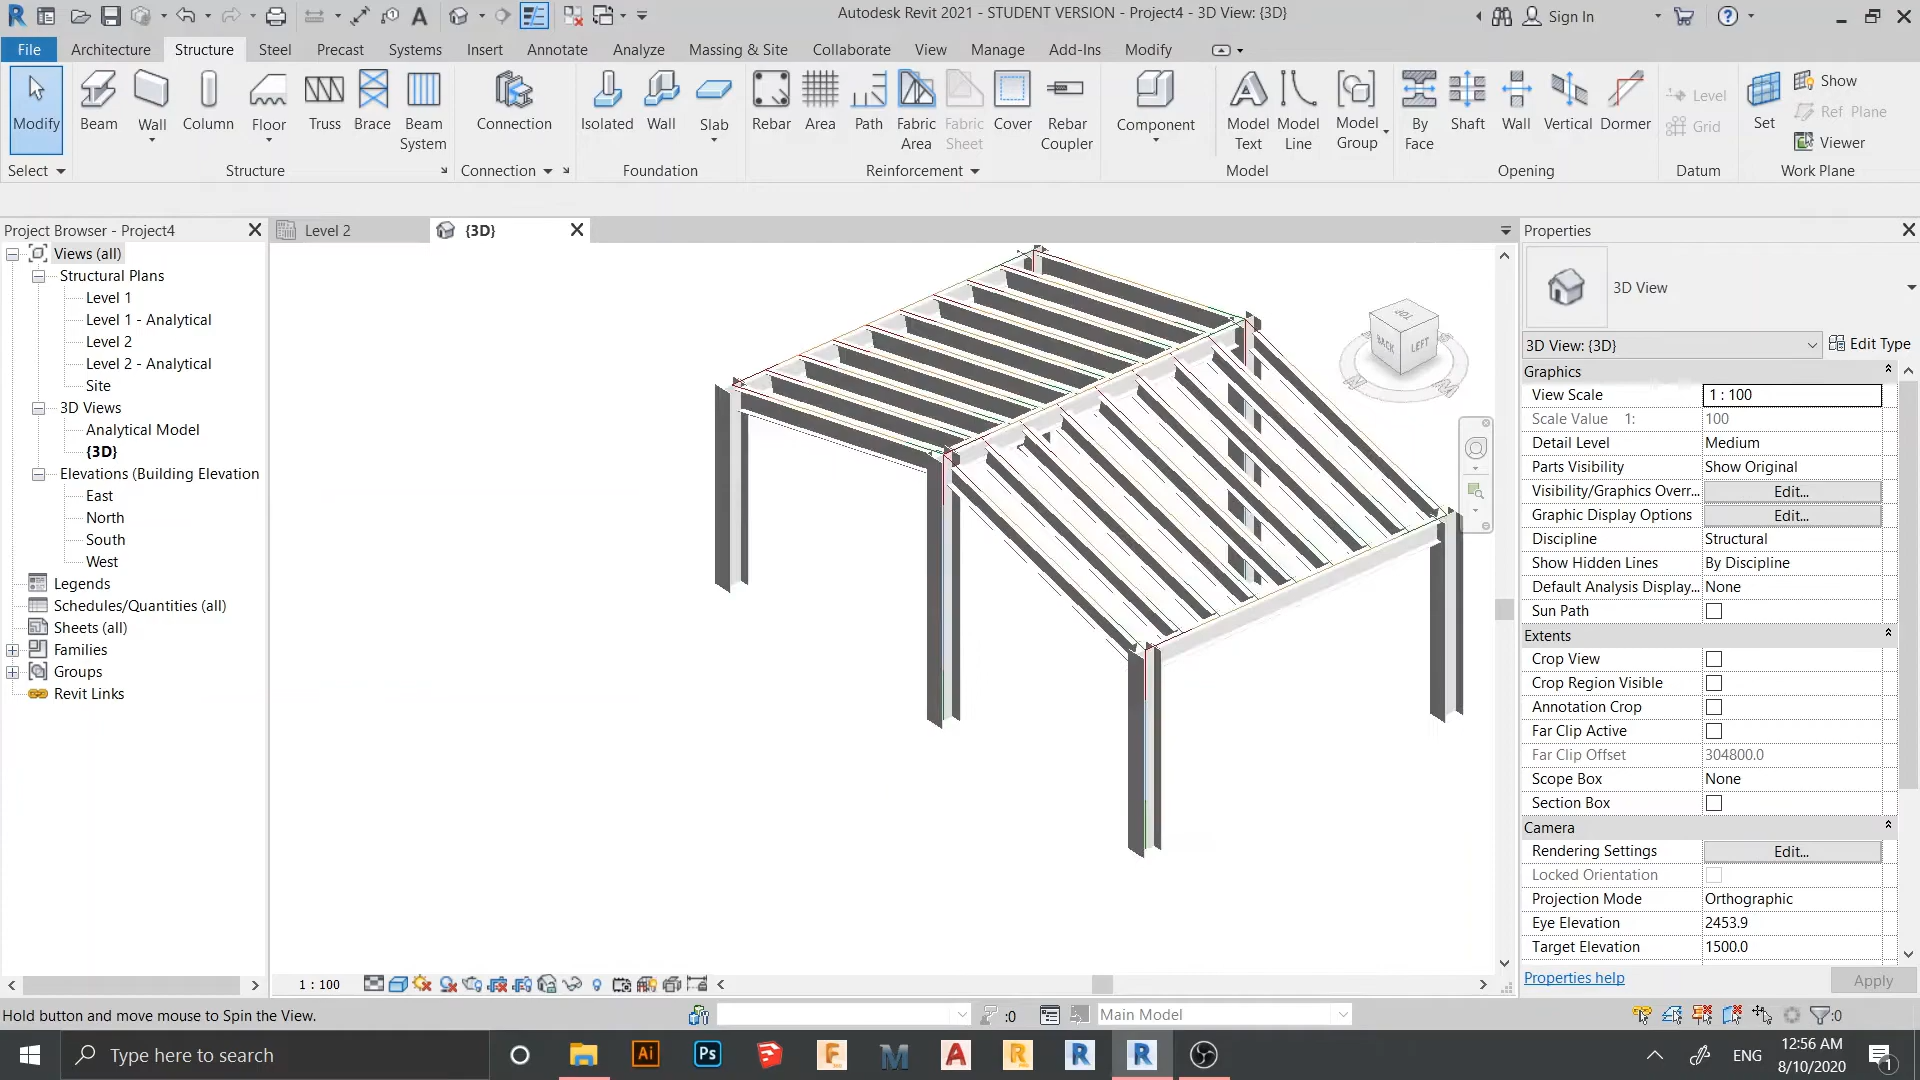 Autodesk Revit 2021 - STUDENT VERSION - Project4 - 3D View: {3D}
Sign In
File Architecture Structure Steel Precast Systems Insert Annotate Analyze Massing & Site Collaborate View Manage Add-Ins Modify
Modify
Beam
Wall
Column
Floor
Truss
Brace
Beam System
Connection
Isolated
Wall
Slab
Rebar
Area
Path
Fabric Area
Fabric Sheet
Cover
Rebar Coupler
Component
Model Text
Model Line
Model Group
By Face
Shaft
Wall
Vertical
Dormer
Level
Grid
Set
Show
Ref Plane
Viewer
Select
Structure
Connection
Foundation
Reinforcement
Model
Opening
Datum
Work Plane
Project Browser - Project4
Level 2
{3D}
Properties
Views (all)
Structural Plans
Level 1
Level 1 - Analytical
Level 2
Level 2 - Analytical
Site
3D Views
Analytical Model
{3D}
Elevations (Building Elevation
East
North
South
West
Legends
Schedules/Quantities (all)
Sheets (all)
Families
Groups
Revit Links
TOP
BACK
LEFT
3D View
3D View: {3D}
Edit Type
Graphics
View Scale 1 : 100
Scale Value 1: 100
Detail Level Medium
Parts Visibility Show Original
Visibility/Graphics Overr... Edit...
Graphic Display Options Edit...
Discipline Structural
Show Hidden Lines By Discipline
Default Analysis Display... None
Sun Path
Extents
Crop View
Crop Region Visible
Annotation Crop
Far Clip Active
Far Clip Offset 304800.0
Scope Box None
Section Box
Camera
Rendering Settings Edit...
Locked Orientation
Projection Mode Orthographic
Eye Elevation 2453.9
Target Elevation 1500.0
Properties help
Apply
1 : 100
Hold button and move mouse to Spin the View.
:0
Main Model
:0
Type here to search
Ai
Ps
ENG
12:56 AM
8/10/2020
1